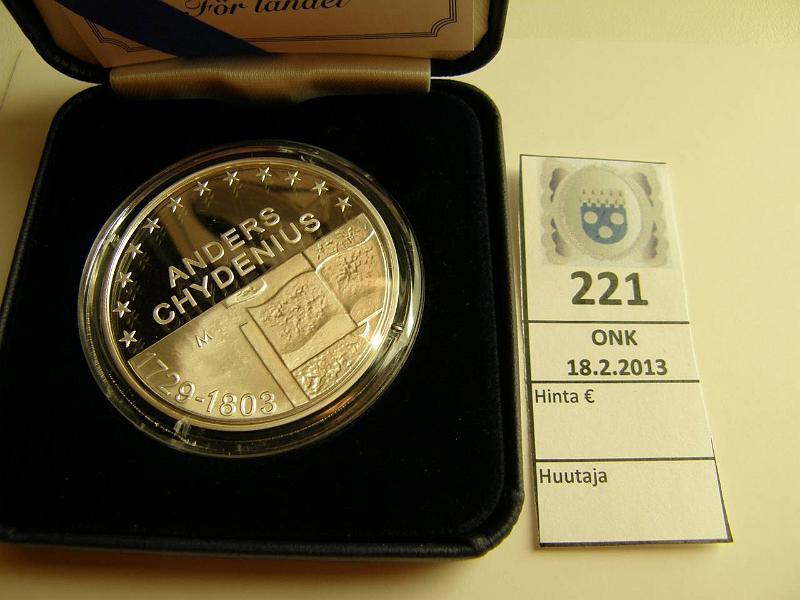 För landet
ANDERS
CHYDENIUS
M
1729-1803
221
ONK
18.2.2013
Hinta €
Huutaja